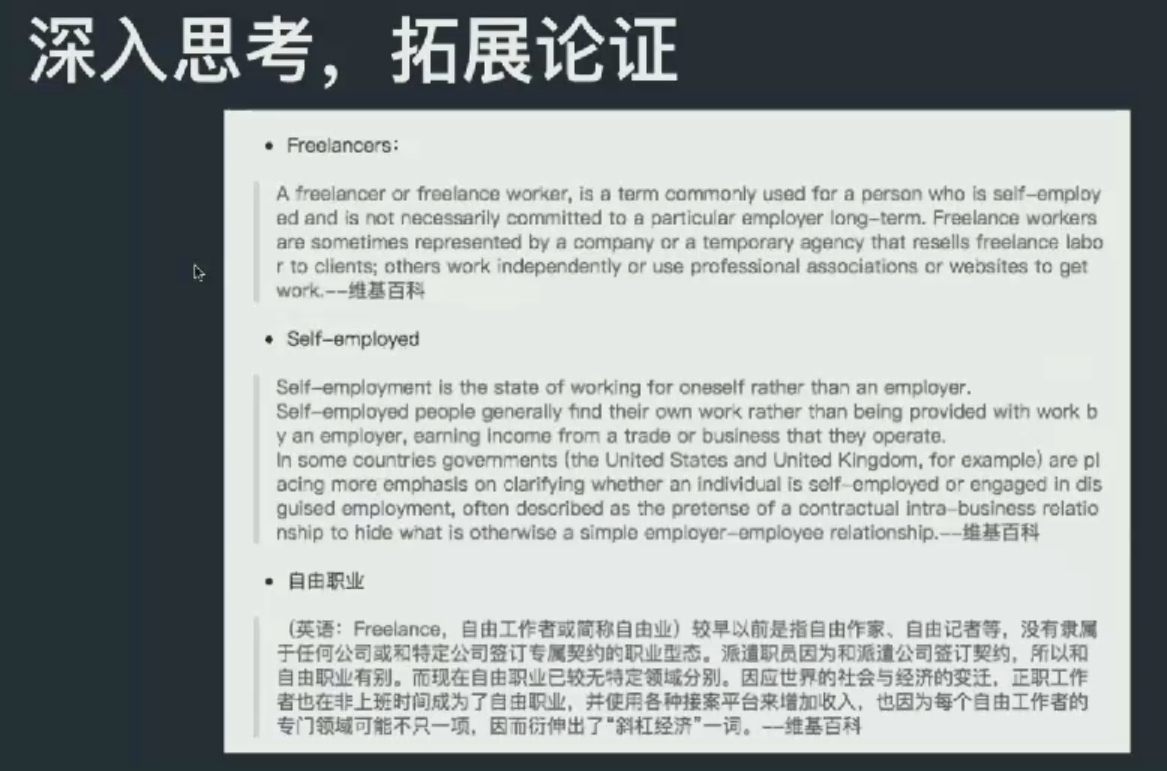 深入思考，拓展论证
• Freelancers：
A freelancer or freelance worker, is a term commonly used for a person who is self-employ
ed and is not necessarily committed to a particular employer long-term. Freelance workers
are sometimes represented by a company or a temporary agency that resells freelance labo
r to clients; others work independently or use professional associations or websites to get
work.--维基百科
• Self-employed
Self-employment is the state of working for oneself rather than an employer.
Self-employed people generally find their own work rather than being provided with work b
y an employer, earning income from a trade or business that they operate.
In some countries governments (the United States and United Kingdom, for example) are pl
acing more emphasis on clarifying whether an individual is self-employed or engaged in dis
guised employment, often described as the pretense of a contractual intra-business relatio
nship to hide what is otherwise a simple employer-employee relationship.--维基百科
• 自由职业
（英语：Freelance，自由工作者或简称自由业）较早以前是指自由作家、自由记者等，没有隶属
于任何公司或和特定公司签订专属契约的职业型态。派遣职员因为和派遣公司签订契约，所以和
自由职业有别。而现在自由职业已较无特定领域分别。因应世界的社会与经济的变迁，正职工作
者也在非上班时间成为了自由职业，并使用各种接案平台来增加收入，也因为每个自由工作者的
专门领域可能不只一项，因而衍伸出了“斜杠经济”一词。--维基百科